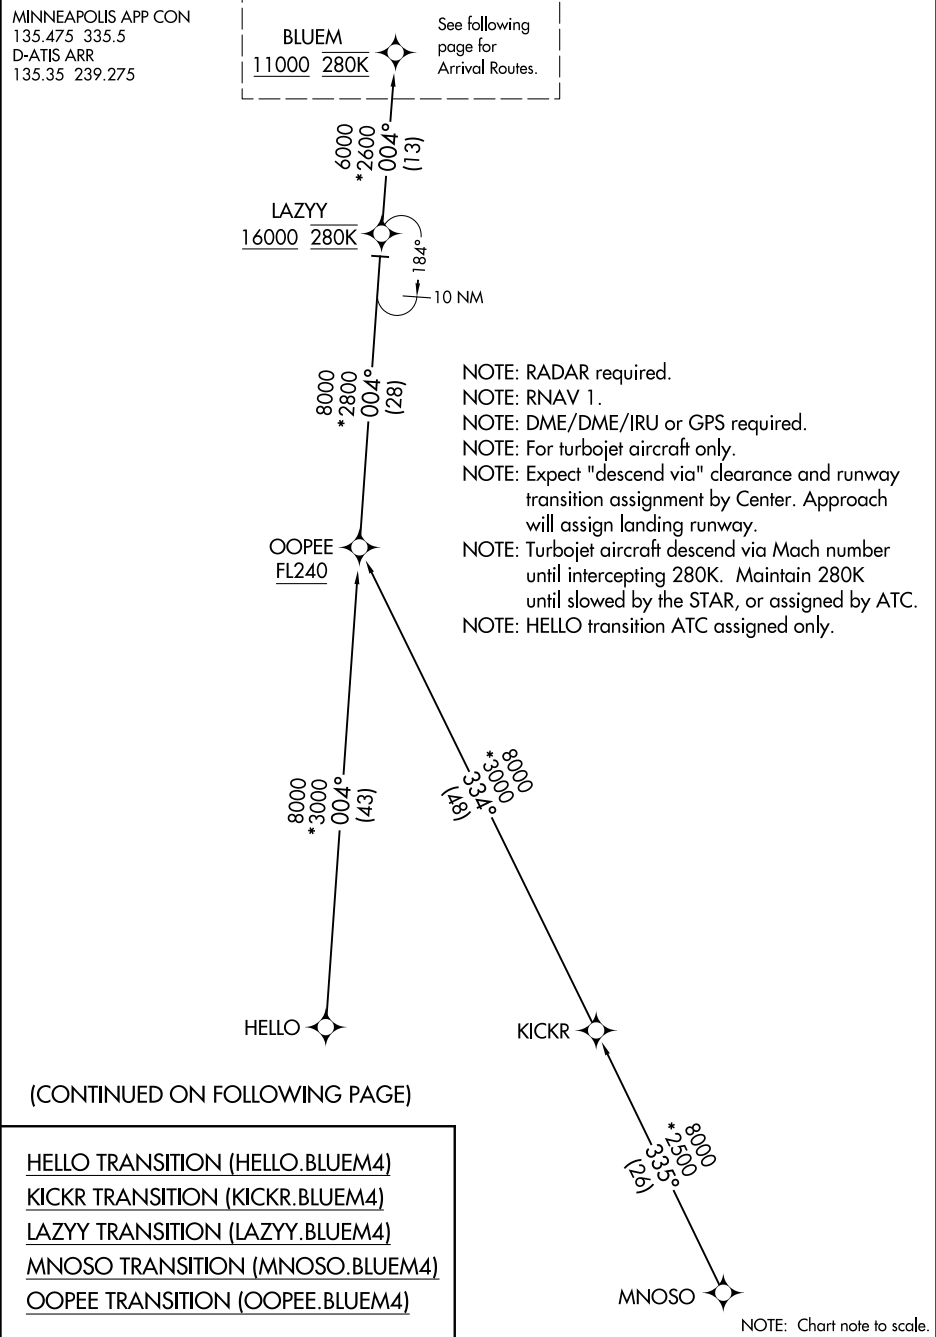 MINNEAPOLIS APP CON
135.475 335.5
D-ATIS ARR
135.35 239.275
BLUEM
11000 280K
See following
page for
Arrival Routes.
6000
*2600
004°
(13)
LAZYY
16000 280K
184°
10 NM
8000
*2800
004°
(28)
NOTE: RADAR required.
NOTE: RNAV 1.
NOTE: DME/DME/IRU or GPS required.
NOTE: For turbojet aircraft only.
NOTE: Expect "descend via" clearance and runway
transition assignment by Center. Approach
will assign landing runway.
NOTE: Turbojet aircraft descend via Mach number
until intercepting 280K. Maintain 280K
until slowed by the STAR, or assigned by ATC.
NOTE: HELLO transition ATC assigned only.
OOPEE
FL240
8000
*3000
004°
(43)
8000
*3000
334°
(48)
HELLO
KICKR
(CONTINUED ON FOLLOWING PAGE)
8000
*2500
335°
(26)
HELLO TRANSITION (HELLO.BLUEM4)
KICKR TRANSITION (KICKR.BLUEM4)
LAZYY TRANSITION (LAZYY.BLUEM4)
MNOSO TRANSITION (MNOSO.BLUEM4)
OOPEE TRANSITION (OOPEE.BLUEM4)
MNOSO
NOTE: Chart note to scale.